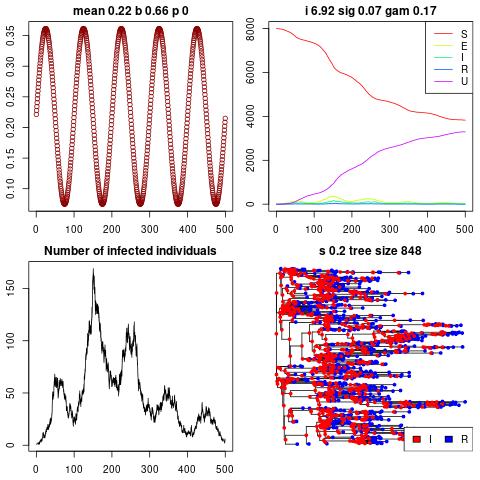 mean 0.22 b 0.66 p 0
0.35
0.30
0.25
0.20
0.15
0.10
0 100 200 300 400 500
i 6.92 sig 0.07 gam 0.17
8000
6000
4000
2000
0
S
E
I
R
U
0 100 200 300 400 500
Number of infected individuals
150
100
50
0
0 100 200 300 400 500
s 0.2 tree size 848
I R